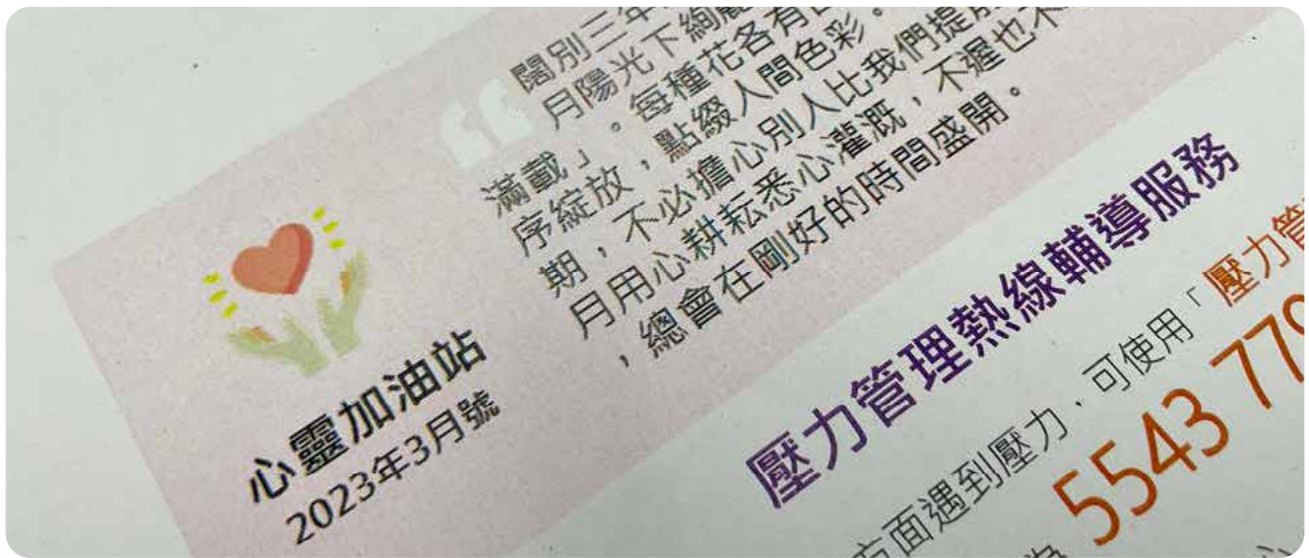 闊別三年
月陽光下絢
滿載」。每種花各有
序綻放，點綴人間色彩。
期，不必擔心別人比我們提
月用心耕耘悉心灌溉，不握也不
，總會在剛好的時間盛開。
心靈加油站
2023年3月號
壓力管理熱線輔導服務
方面遇到壓力，可使用「壓力管
5543 779